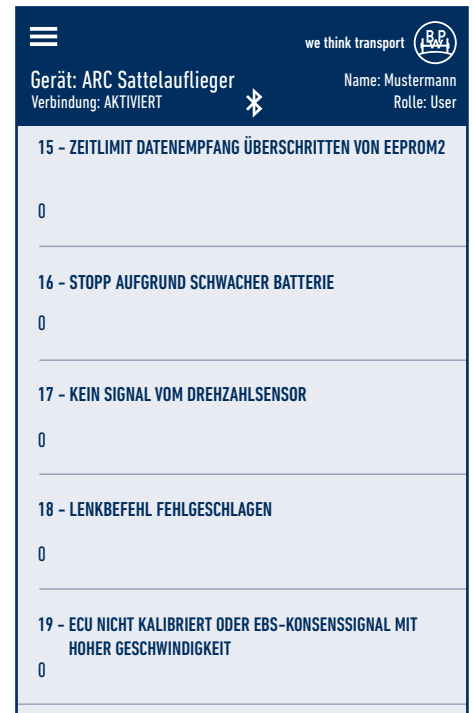 we think transport BPW
Gerät: ARC Sattelauflieger
Name: Mustermann
Verbindung: AKTIVIERT
Rolle: User
15 – ZEITLIMIT DATENEMPFANG ÜBERSCHRITTEN VON EEPROM2
0
16 – STOPP AUFGRUND SCHWACHER BATTERIE
0
17 – KEIN SIGNAL VOM DREHZAHLSENSOR
0
18 – LENKBEFEHL FEHLGESCHLAGEN
0
19 – ECU NICHT KALIBRIERT ODER EBS-KONSENSSIGNAL MIT
HOHER GESCHWINDIGKEIT
0